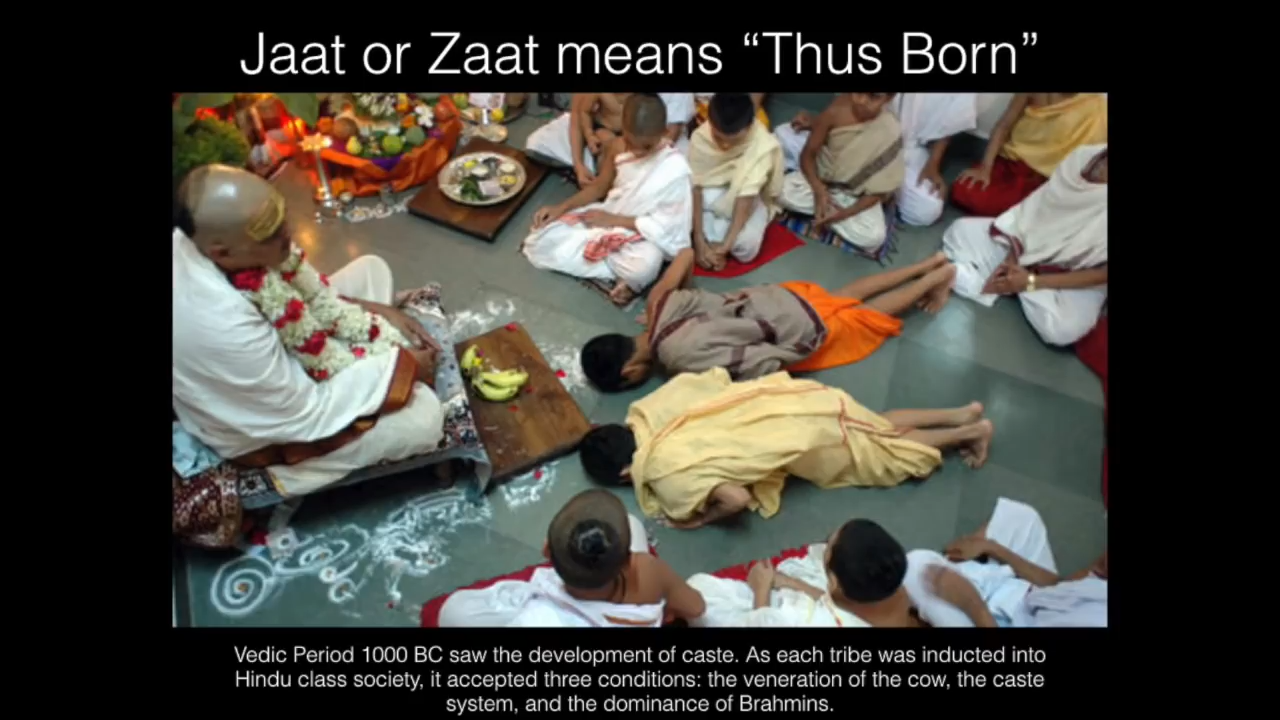 Jaat or Zaat means “Thus Born”
Vedic Period 1000 BC saw the development of caste. As each tribe was inducted into
Hindu class society, it accepted three conditions: the veneration of the cow, the caste
system, and the dominance of Brahmins.